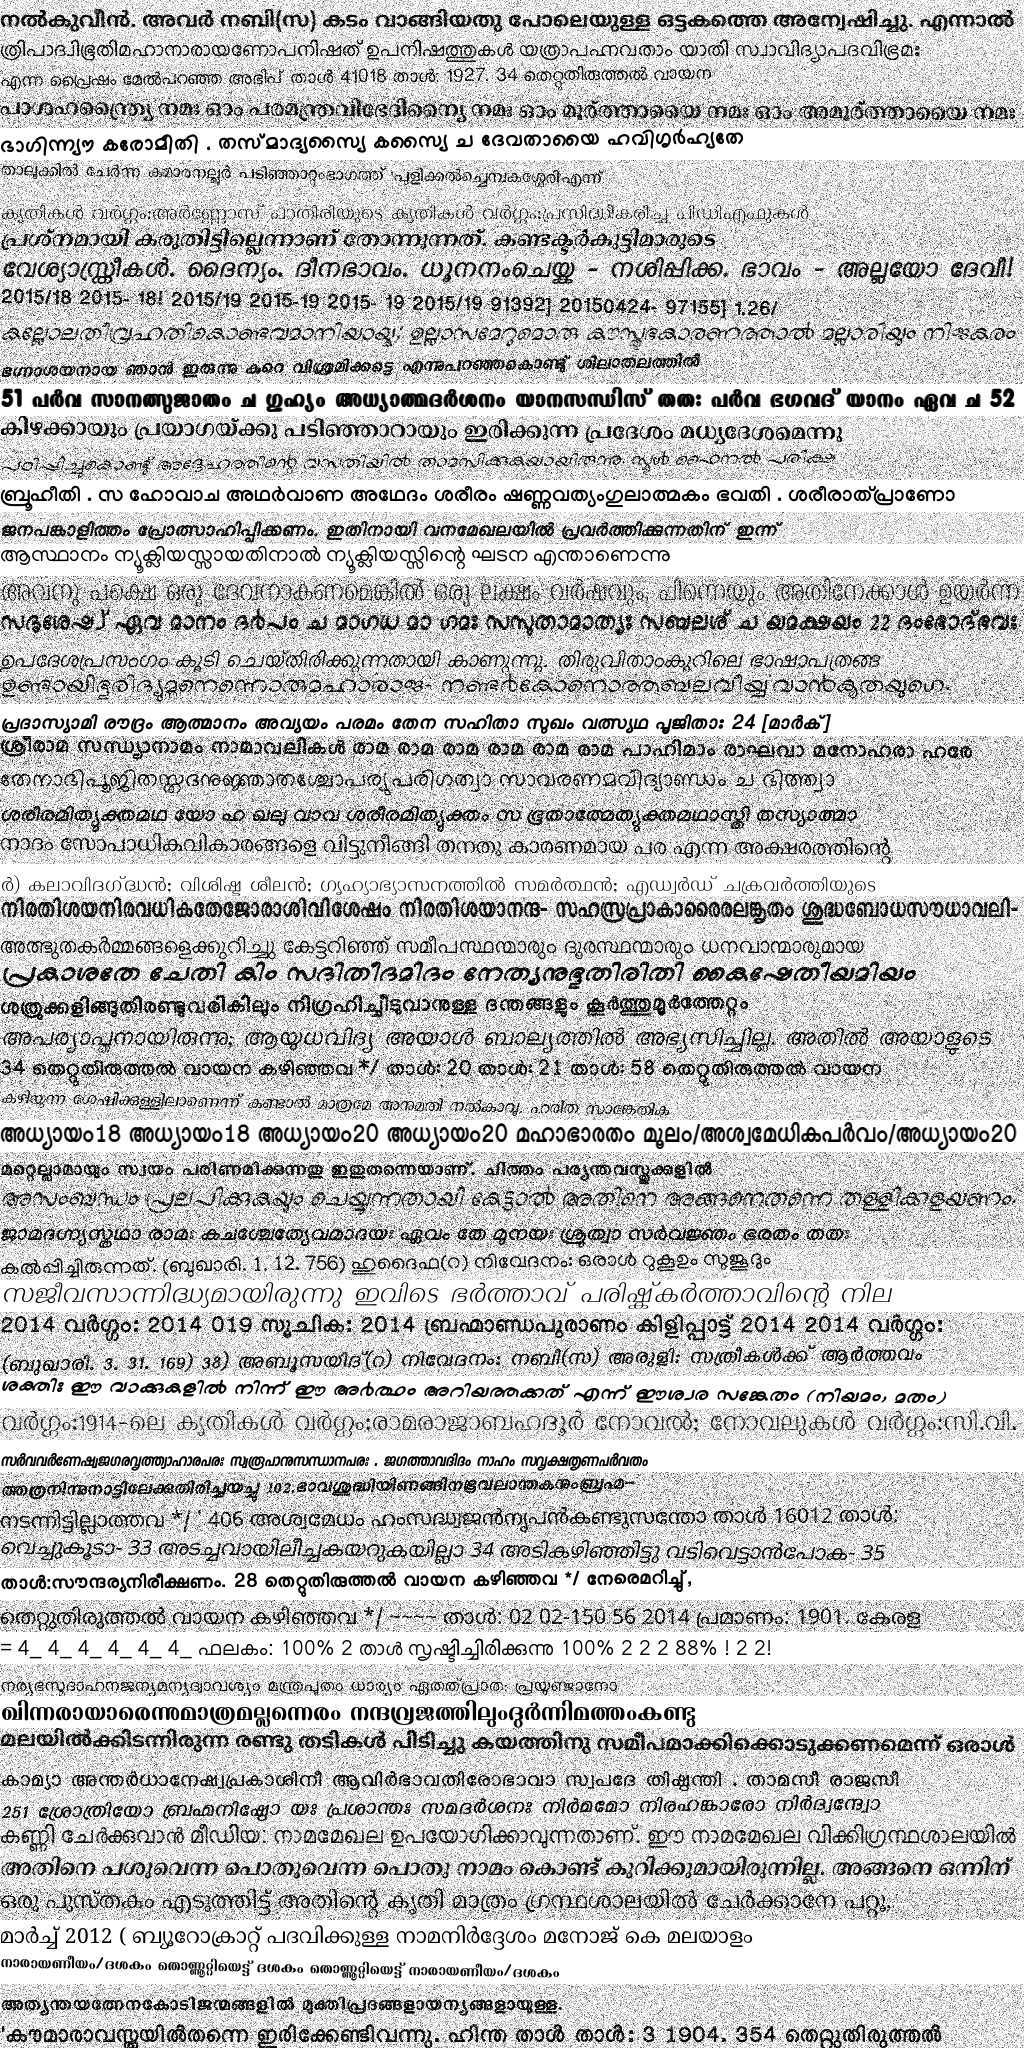 നൽകുവീൻ. അവർ നബി(സ) കടം വാങ്ങിയതു പോലെയുള്ള ഒട്ടകത്തെ അന്വേഷിച്ചു. എന്നാൽ
ത്രിപാദ്വിഭൂതിമഹാനാരായണോപനിഷത് ഉപനിഷത്തുകൾ യത്രാപഹ്നവതാം യാതി സ്വാവിദ്യാപദവിഭ്രമഃ
എന്ന പ്രൈഷം മേൽപറഞ്ഞ അഭിപ് താൾ 41018 താൾ: 1927. 34 തെറ്റുതിരുത്തൽ വായന
പാശഹന്ത്ര്യൈ നമഃ ഓം പരമന്ത്രവിഭേദിന്യൈ നമഃ ഓം മൂർത്തായൈ നമഃ ഓം അമൂർത്തായൈ നമഃ
ഭാഗിന്ന്യൗ കരോമീതി . തസ്മാദ്യസ്യൈ കസ്യൈ ച ദേവതായൈ ഹവിഗൃർഹ്യതേ
താലൂക്കിൽ ചേർന്ന കുമാരനല്ലൂർ പടിഞ്ഞാറ്റുംഭാഗത്ത് 'പുളിക്കൽച്ചെമ്പകശ്ശേരിഎന്ന്
കൃതികൾ വർഗ്ഗം:അർണ്ണോസ് പാതിരിയുടെ കൃതികൾ വർഗ്ഗം:പ്രസിദ്ധീകരിച്ച പിഡിഎഫുകൾ
പ്രശ്നമായി കരുതിട്ടില്ലെന്നാണ് തോന്നുന്നത്. കണ്ടക്ടർകുട്ടിമാരുടെ
വേശ്യാസ്ത്രീകൾ. ദൈന്യം. ദീനഭാവം. ധൂനനംചെയ്ക – നശിപ്പിക്ക. ഭാവം – അല്ലയോ ദേവീ!
2015/18 2015- 18! 2015/19 2015-19 2015- 19 2015/19 91392] 20150424- 97155] 1.26/
കല്ലോലതീവ്രഹതികൊണ്ടവമാനിയായ്ചു; ഉല്ലാസമേറ്റമൊരു കൗസ്തുഭകാരണത്താൽ മല്ലാരിയും നിഷ്കരം
ഭഗ്നാശയനായ ഞാൻ ഇരുന്നു കുറെ വിശ്രമിക്കട്ടെ എന്നുപറഞ്ഞുകൊണ്ടു് ശിലാതലത്തിൽ
51 പർവ സാനത്സുജാതം ച ഗുഹ്യം അധ്യാത്മദർശനം യാനസന്ധിസ് തതഃ പർവ ഭഗവദ് യാനം ഏവ ച 52
കിഴക്കായും പ്രയാഗയ്ക്കു പടിഞ്ഞാറായും ഇരിക്കുന്ന പ്രദേശം മധ്യദേശമെന്നു
പഠിപ്പിച്ചുകൊണ്ട് അദ്ദേഹത്തിന്റെ വസതിയിൽ താമസിക്കുകയായിരുന്നു. സ്കൂൾ ഫൈനൽ പരീക്ഷ
ബ്രൂഹീതി . സ ഹോവാച അഥർവാണ അഥേദം ശരീരം ഷണ്ണവത്യംഗുലാത്മകം ഭവതി . ശരീരാത്പ്രാണോ
ജനപങ്കാളിത്തം പ്രോത്സാഹിപ്പിക്കണം. ഇതിനായി വനമേഖലയിൽ പ്രവർത്തിക്കുന്നതിന് ഇന്ന്
ആസ്ഥാനം ന്യൂക്ലിയസ്സായതിനാൽ ന്യൂക്ലിയസ്സിന്റെ ഘടന എന്താണെന്നു
അവനു പക്ഷെ ഒരു ദേവനാകണമെങ്കിൽ ഒരു ലക്ഷം വർഷവും, പിന്നെയും അതിനേക്കാൾ ഉയർന്ന
സദൃശേഷ്വ് ഏവ മാനം ദർപം ച മാഗധ മാ ഗമഃ സസുതാമാത്യഃ സബലശ് ച യമക്ഷയം 22 ദംഭോദ്ഭവഃ
ഉപദേശപ്രസംഗം കൂടി ചെയ്തിരിക്കുന്നതായി കാണുന്നു. തിരുവിതാംകൂറിലെ ഭാഷാപത്രങ്ങ
ഉണ്ടായിഭൂരിദ്യുമ്നനെന്നൊരുമഹാരാജ- നണ്ടർകോനൊരത്തബലവീയ്യ വാൻകൃതയുഗെ.
പ്രദാസ്യാമി രൗദ്രം ആത്മാനം അവ്യയം പരമം തേന സഹിതാ സുഖം വത്സ്യഥ പൂജിതാഃ 24 [മാർക്]
ശ്രീരാമ സന്ധ്യാനാമം നാമാവലികൾ രാമ രാമ രാമ രാമ രാമ രാമ പാഹിമാം രാഘവാ മനോഹരാ ഹരേ
തേനാദിപൂജിതസ്തദനുജ്ഞാതശ്ചോപര്യുപരിഗത്വാ സാവരണമവിദ്യാണ്ഡം ച ഭിത്ത്വാ
ശരീരമിത്യുക്തമഥ യോ ഹ ഖലു വാവ ശരീരമിത്യുക്തം സ ഭൂതാത്മേത്യുക്തമഥാസ്തി തസ്യാത്മാ
നാദം സോപാധികവികാരങ്ങളെ വിട്ടുനീങ്ങി തനതു കാരണമായ പര എന്ന അക്ഷരത്തിന്റെ
ർ) കലാവിദഗ്ദ്ധൻ; വിശിഷ്ട ശീലൻ; ഗൃഹ്യാഭ്യാസനത്തിൽ സമർത്ഥൻ; എഡ്വർഡ് ചക്രവർത്തിയുടെ
നിരതിശയനിരവധികതേജോരാശിവിശേഷം നിരതിശയാനന്ദ- സഹസ്രപ്രാകാരൈരലങ്കൃതം ശുദ്ധബോധസൗധാവലി-
അത്ഭുതകർമ്മങ്ങളെക്കുറിച്ചു കേട്ടറിഞ്ഞ് സമീപസ്ഥന്മാരും ദൂരസ്ഥന്മാരും ധനവാന്മാരുമായ
പ്രകാശതേ ചേതി കിം സദിതീദമിദം നേത്യനുഭൂതിരിതി കൈഷേതീയമിയം
ശത്രുക്കളിങ്ങതിരണ്ടുവരികിലും നിഗ്രഹിച്ചീടുവാനുള്ള ദന്തങ്ങളും കൂർത്തുമൂർത്തേറ്റം
അപര്യാപ്തനായിരുന്നു; ആയുധവിദ്യ അയാൾ ബാല്യത്തിൽ അഭ്യസിച്ചില്ല. അതിൽ അയാളുടെ
34 തെറ്റുതിരുത്തൽ വായന കഴിഞ്ഞവ */ താൾ: 20 താൾ: 21 താൾ: 58 തെറ്റുതിരുത്തൽ വായന
കഴിയുന്ന ശേഷിക്കുള്ളിലാണെന്ന് കണ്ടാൽ മാത്രമേ അനുമതി നൽകാവൂ. ഹരിത സാങ്കേതിക
അധ്യായം18 അധ്യായം18 അധ്യായം20 അധ്യായം20 മഹാഭാരതം മൂലം/അശ്വമേധികപർവം/അധ്യായം20
മറ്റെല്ലാമായും സ്വയം പരിണമിക്കുന്നതു ഇതുതന്നെയാണ്. ചിത്തം പര്യന്തവസ്തുക്കളിൽ
അസംബന്ധം പ്രലപിക്കുകയും ചെയ്യുന്നതായി കേട്ടാൽ അതിനെ അങ്ങനേതന്നെ തള്ളിക്കളയണം.
ജാമദഗ്ന്യസ്തഥാ രാമഃ കചശ്ചേത്യേവമാദയഃ ഏവം തേ മുനയഃ ശ്രുത്വാ സർവജ്ഞം ഭരതം തതഃ
കൽപ്പിച്ചിരുന്നത്. (ബുഖാരി. 1. 12. 756) ഹുദൈഫ(റ) നിവേദനം: ഒരാൾ റുകൂഉം സുജൂദും
സജീവസാന്നിദ്ധ്യമായിരുന്നു ഇവിടെ ഭർത്താവ് പരിഷ്ക്കർത്താവിന്റെ നില
2014 വർഗ്ഗം: 2014 019 സൂചിക: 2014 ബ്രഹ്മാണ്ഡപുരാണം കിളിപ്പാട്ട് 2014 2014 വർഗ്ഗം:
(ബുഖാരി. 3. 31. 169) 38) അബൂസയീദ്(റ) നിവേദനം: നബി(സ) അരുളി: സ്ത്രീകൾക്ക് ആർത്തവം
ശക്തിഃ ഈ വാക്കുകളിൽ നിന്ന് ഈ അർത്ഥം അറിയത്തക്കത് എന്ന് ഈശ്വര സങ്കേതം (നിയമം, മതം)
വർഗ്ഗം:1914-ലെ കൃതികൾ വർഗ്ഗം:രാമരാജാബഹദൂർ നോവൽ; നോവലുകൾ വർഗ്ഗം:സി.വി.
സർവവർണേഷ്വജഗരവൃത്ത്യാഹാരപരഃ സ്വരൂപാനുസന്ധാനപരഃ . ജഗത്താവദിദം നാഹം സവൃക്ഷതൃണപർവതം
ത്തത്രനിന്നുനാട്ടിലേക്കുതിരിച്ചയച്ചു 102.ഭാവശുദ്ധിയിണങ്ങിനഭൂവലാന്തകനുംബ്രഹ്മ–
നടന്നിട്ടില്ലാത്തവ */ ' 406 അശ്വമേധം ഹംസദ്ധ്വജൻനൃപൻകണ്ടുസന്തോ താൾ 16012 താൾ:
വെച്ചുകൂടാ- 33 അടച്ചവായിലീച്ചകയറുകയില്ലാ 34 അടികഴിഞ്ഞിട്ടു വടിവെട്ടാൻപോക- 35
താൾ:സൗന്ദര്യനിരീക്ഷണം. 28 തെറ്റുതിരുത്തൽ വായന കഴിഞ്ഞവ */ നേരെമറിച്ച്,
തെറ്റുതിരുത്തൽ വായന കഴിഞ്ഞവ */ ~~~~ താൾ: 02 02-150 56 2014 പ്രമാണം: 1901. കേരള
= 4_ 4_ 4_ 4_ 4_ 4_ ഫലകം: 100% 2 താൾ സൃഷ്ടിച്ചിരിക്കുന്നു 100% 2 2 2 88% ! 2 2!
നര്യഭസൂദാഹനജന്യമന്യദ്വാവശ്യം മന്ത്രപൂതം ധാര്യം ഏതത്പ്രാതഃ പ്രയുഞ്ജാനോ
ഖിന്നരായാരെന്നുമാത്രമല്ലന്നെരം നന്ദവ്രജത്തിലുംദുർന്നിമത്തംകണ്ടു
മലയിൽക്കിടന്നിരുന്ന രണ്ടു തടികൾ പിടിച്ചു കയത്തിനു സമീപമാക്കിക്കൊടുക്കണമെന്ന് ഒരാൾ
കാമ്യാ അന്തർധാനേഷ്വപ്രകാശിനീ ആവിർഭാവതിരോഭാവാ സ്വപദേ തിഷ്ഠന്തി . താമസീ രാജസീ
251 ശ്രോത്രിയോ ബ്രഹ്മനിഷ്ഠോ യഃ പ്രശാന്തഃ സമദർശനഃ നിർമമോ നിരഹങ്കാരോ നിർദ്വന്ദ്വോ
കണ്ണി ചേർക്കുവാൻ മീഡിയ: നാമമേഖല ഉപയോഗിക്കാവുന്നതാണ്. ഈ നാമമേഖല വിക്കിഗ്രന്ഥശാലയിൽ
അതിനെ പശുവെന്ന പൊതുവെന്ന പൊതു നാമം കൊണ്ട് കുറിക്കുമായിരുന്നില്ല. അങ്ങനെ ഒന്നിന്
ഒരു പുസ്തകം എടുത്തിട്ട് അതിന്റെ കൃതി മാത്രം ഗ്രന്ഥശാലയിൽ ചേർക്കാനേ പറ്റൂ,
മാർച്ച് 2012 ( ബ്യൂറോക്രാറ്റ് പദവിക്കുള്ള നാമനിർദ്ദേശം മനോജ് കെ മലയാളം
നാരായണീയം/ദശകം തൊണ്ണൂറ്റിയെട്ട് ദശകം തൊണ്ണൂറ്റിയെട്ട് നാരായണീയം/ദശകം
അത്യന്തയത്നേനകോടിജന്മങ്ങളിൽ മുക്തിപ്രദങ്ങളായന്യങ്ങളായുള്ള.
'കൗമാരാവസ്ഥയിൽതന്നെ ഇരിക്കേണ്ടിവന്നു. ഹിന്ത താൾ താൾ: 3 1904. 354 തെറ്റുതിരുത്തൽ